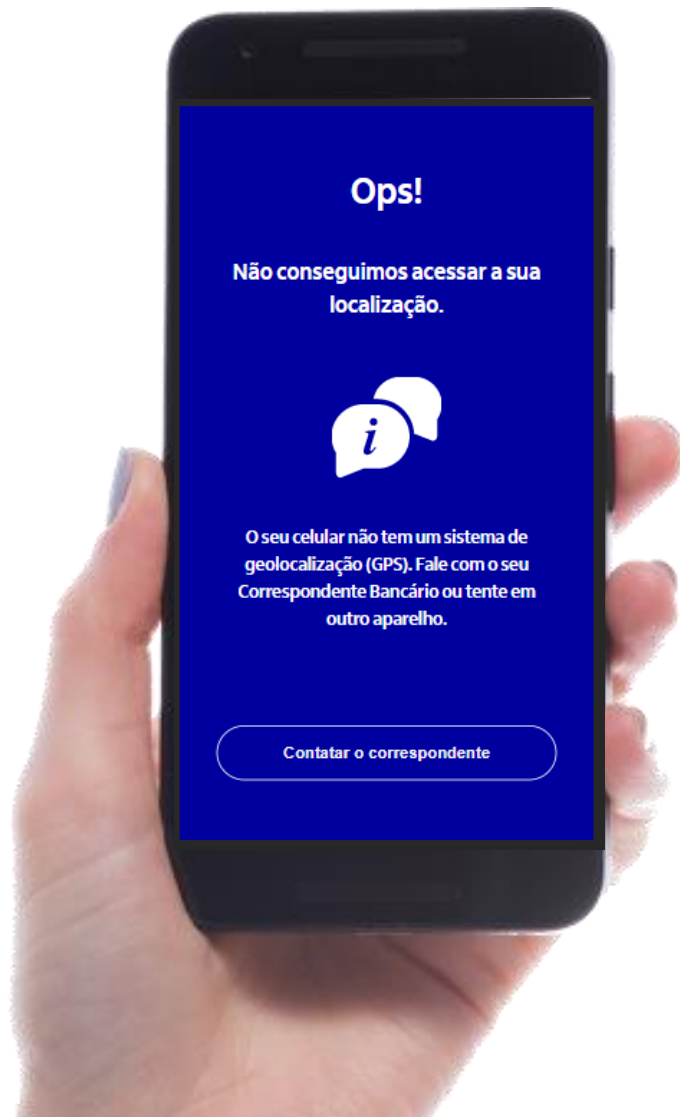 Ops!
Não conseguimos acessar a sua
localização.
i
O seu celular não tem um sistema de
geolocalização (GPS). Fale com o seu
Correspondente Bancário ou tente em
outro aparelho.
Contatar o correspondente